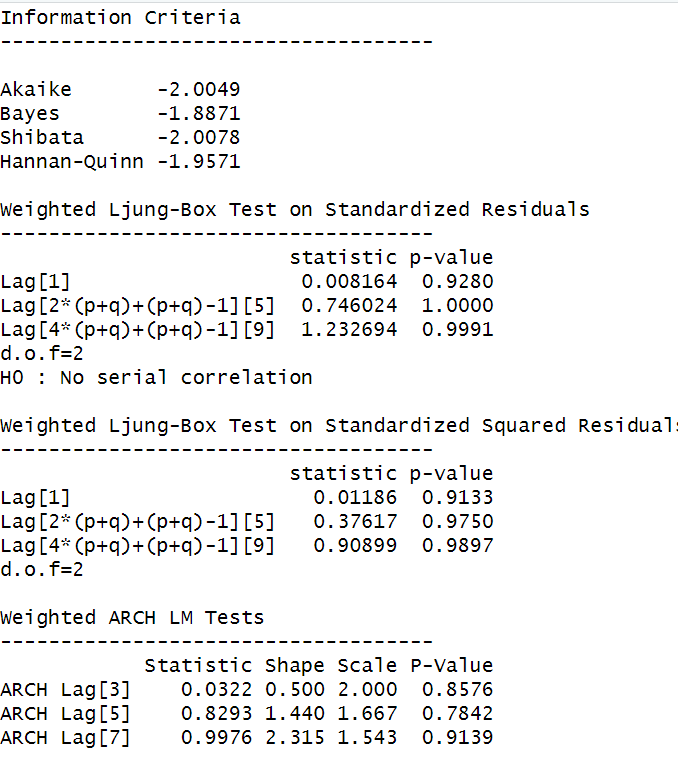 Information Criteria
------------------------------------
Akaike       -2.0049
Bayes        -1.8871
Shibata      -2.0078
Hannan-Quinn -1.9571
Weighted Ljung-Box Test on Standardized Residuals
------------------------------------
                        statistic p-value
Lag[1]                   0.008164  0.9280
Lag[2*(p+q)+(p+q)-1][5]  0.746024  1.0000
Lag[4*(p+q)+(p+q)-1][9]  1.232694  0.9991
d.o.f=2
H0 : No serial correlation
Weighted Ljung-Box Test on Standardized Squared Residuals
------------------------------------
                        statistic p-value
Lag[1]                    0.01186  0.9133
Lag[2*(p+q)+(p+q)-1][5]   0.37617  0.9750
Lag[4*(p+q)+(p+q)-1][9]   0.90899  0.9897
d.o.f=2
Weighted ARCH LM Tests
------------------------------------
            Statistic Shape Scale P-Value
ARCH Lag[3]    0.0322 0.500 2.000  0.8576
ARCH Lag[5]    0.8293 1.440 1.667  0.7842
ARCH Lag[7]    0.9976 2.315 1.543  0.9139